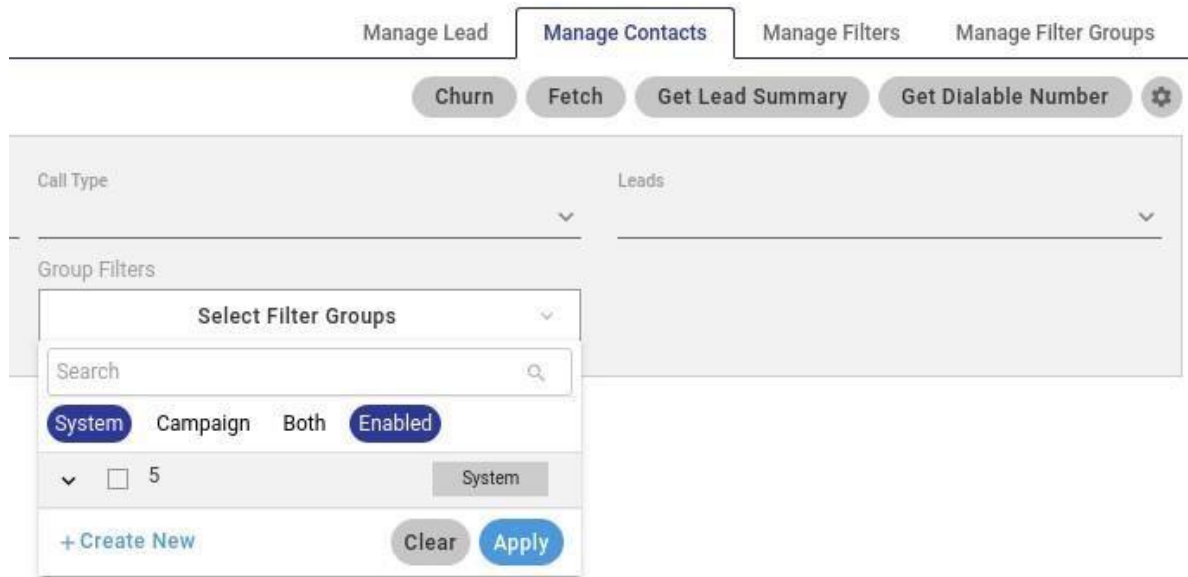 Manage Lead Manage Contacts Manage Filters Manage Filter Groups
Churn Fetch Get Lead Summary Get Dialable Number
Call Type Leads
Group Filters
Select Filter Groups
Search
System Campaign Both Enabled
5 System
+ Create New Clear Apply